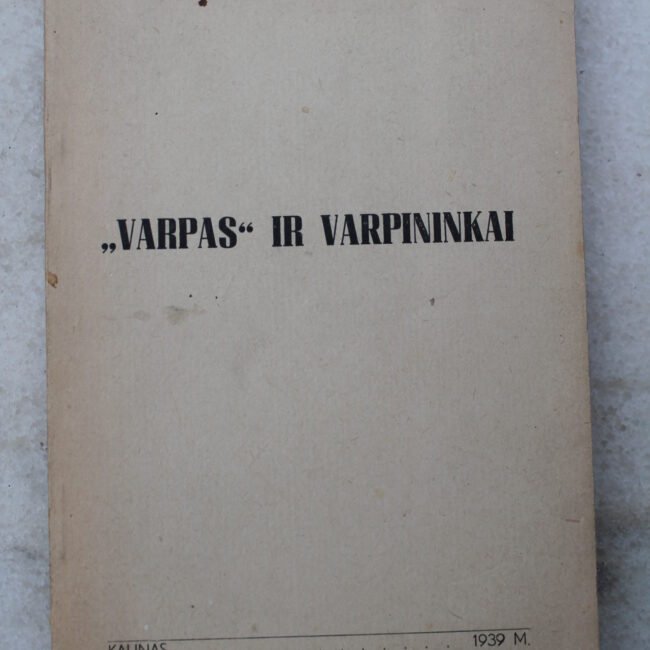 „VARPAS“ IR VARPININKAI
KAUNAS 1939 M.